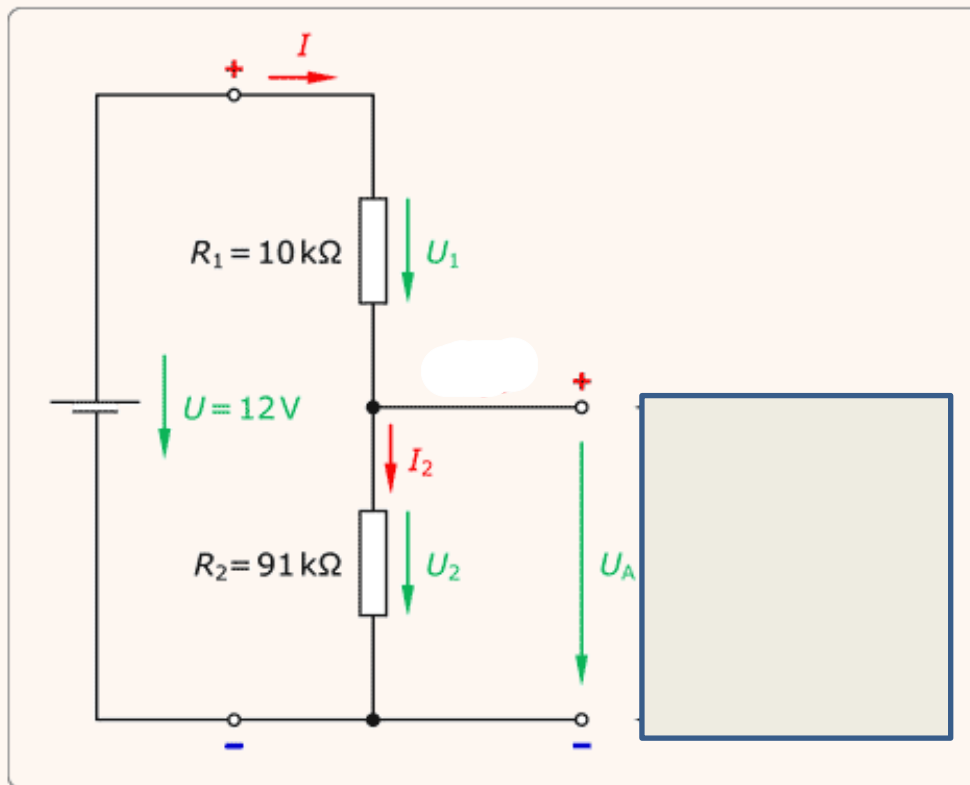 I
+
R₁ = 10 kΩ
U₁
+
U = 12 V
I₂
R₂= 91 kΩ
U₂
U_A
−
−